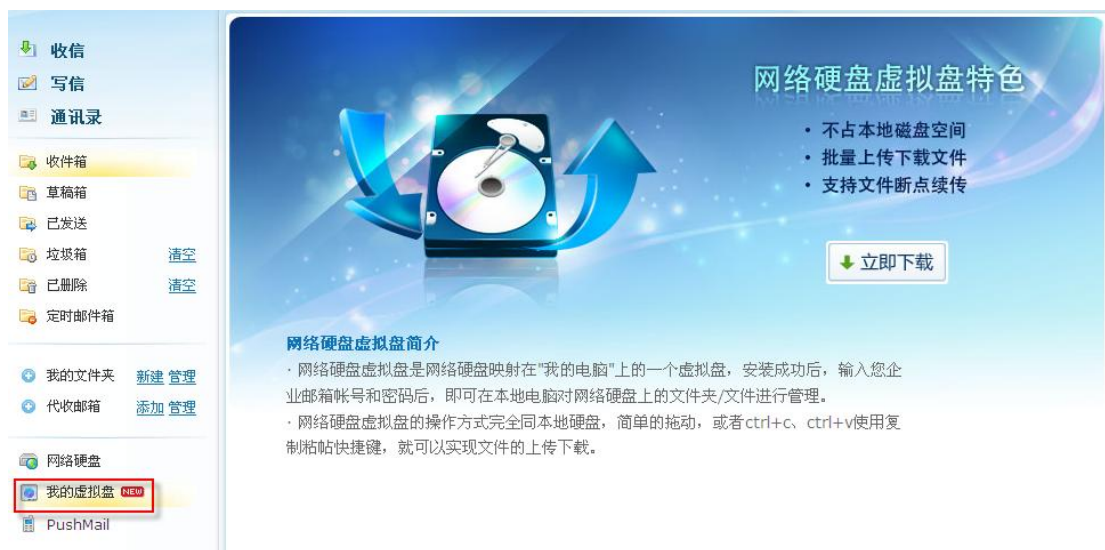 收信
写信
通讯录
收件箱
草稿箱
已发送
垃圾箱 清空
已删除 清空
定时邮件箱
我的文件夹 新建 管理
代收邮箱 添加 管理
网络硬盘
我的虚拟盘 NEW
PushMail
网络硬盘虚拟盘特色
· 不占本地磁盘空间
· 批量上传下载文件
· 支持文件断点续传
立即下载
网络硬盘虚拟盘简介
· 网络硬盘虚拟盘是网络硬盘映射在"我的电脑"上的一个虚拟盘，安装成功后，输入您企
业邮箱帐号和密码后，即可在本地电脑对网络硬盘上的文件夹/文件进行管理。
· 网络硬盘虚拟盘的操作方式完全同本地硬盘，简单的拖动，或者ctrl+c、ctrl+v使用复
制粘帖快捷键，就可以实现文件的上传下载。